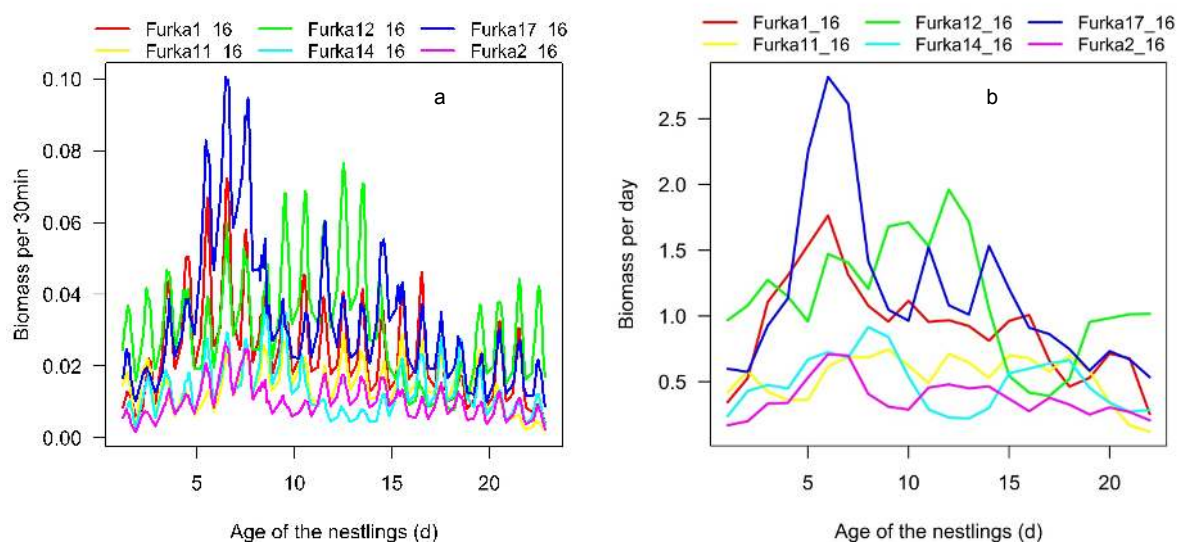 Furka1_16 Furka12_16 Furka17_16
Furka11_16 Furka14_16 Furka2_16
a
Biomass per 30min
0.10
0.08
0.06
0.04
0.02
0.00
5 10 15 20
Age of the nestlings (d)
Furka1_16 Furka12_16 Furka17_16
Furka11_16 Furka14_16 Furka2_16
b
Biomass per day
2.5
2.0
1.5
1.0
0.5
5 10 15 20
Age of the nestlings (d)